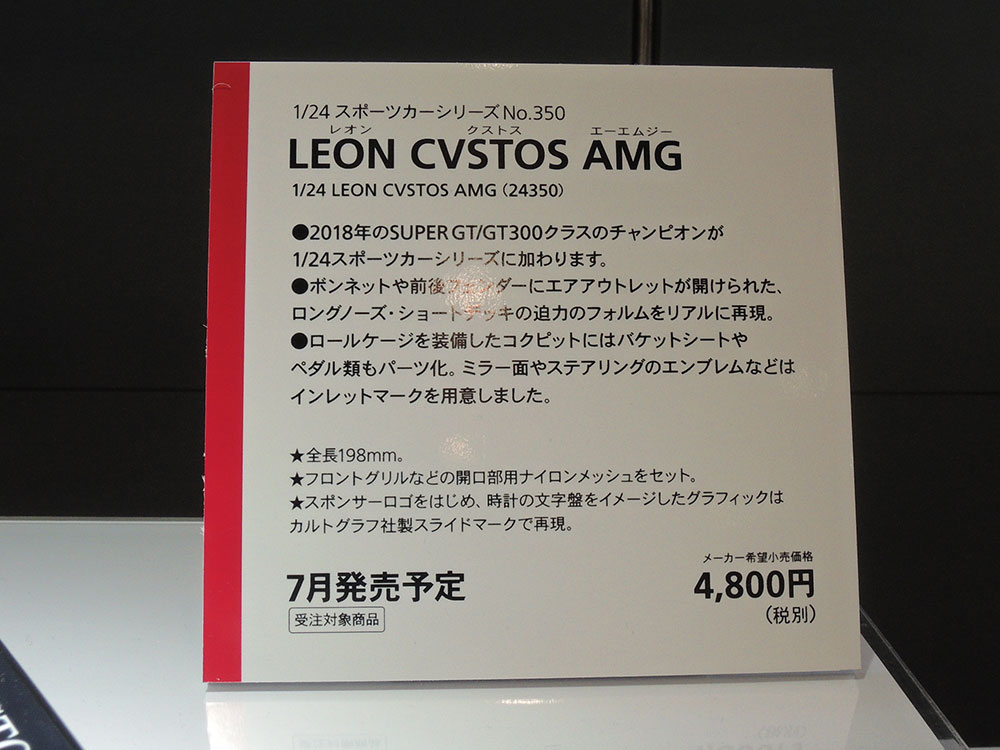 1/24 スポーツカーシリーズNo.350
レオン クストス エーエムジー
LEON CVSTOS AMG
1/24 LEON CVSTOS AMG（24350）
●2018年のSUPER GT/GT300クラスのチャンピオンが
1/24スポーツカーシリーズに加わります。
●ボンネットや前後フェンダーにエアアウトレットが開けられた、
ロングノーズ・ショートデッキの迫力のフォルムをリアルに再現。
●ロールケージを装備したコクピットにはバケットシートや
ペダル類もパーツ化。ミラー面やステアリングのエンブレムなどは
インレットマークを用意しました。
★全長198mm。
★フロントグリルなどの開口部用ナイロンメッシュをセット。
★スポンサーロゴをはじめ、時計の文字盤をイメージしたグラフィックは
カルトグラフ社製スライドマークで再現。
メーカー希望小売価格
7月発売予定 4,800円
受注対象商品 （税別）